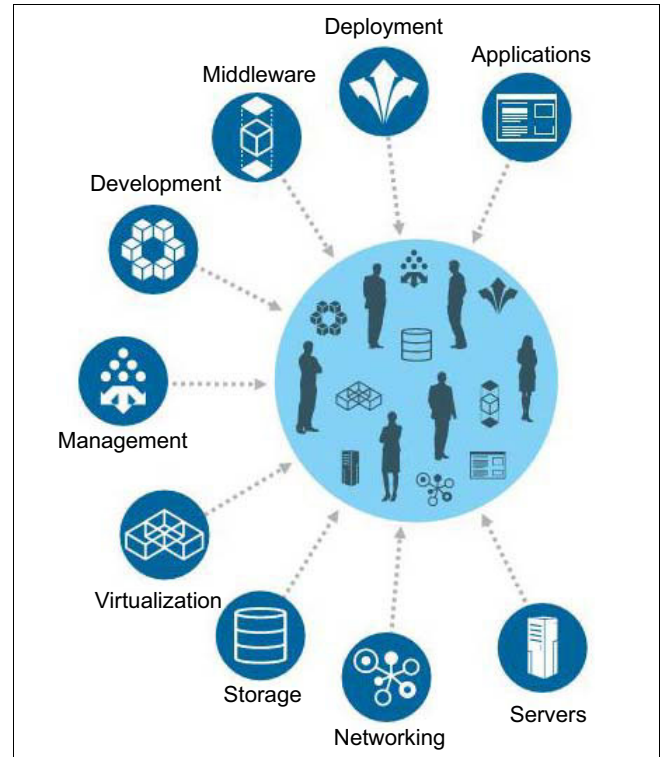 Deployment
Applications
Middleware
Development
Management
Virtualization
Storage
Servers
Networking